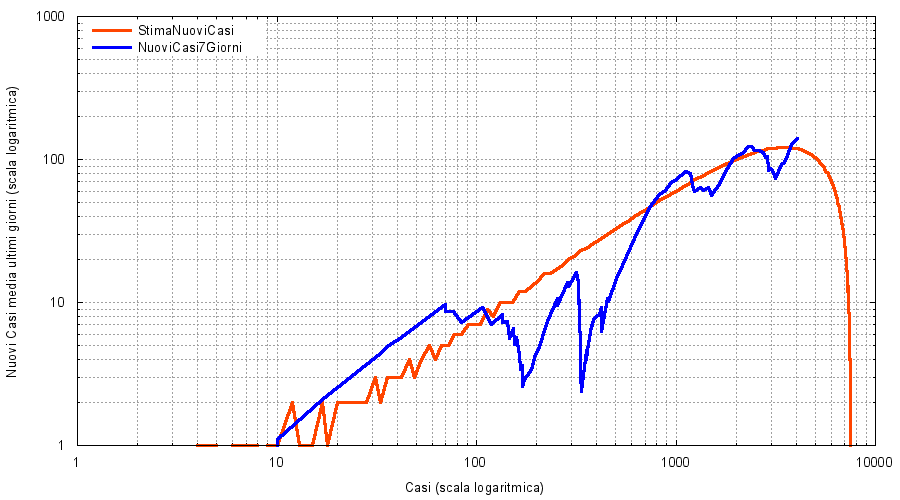 1000
StimaNuoviCasi
NuoviCasi7Giorni
100
10
1
Nuovi Casi media ultimi giorni (scala logaritmica)
1
10
100
1000
10000
Casi (scala logaritmica)